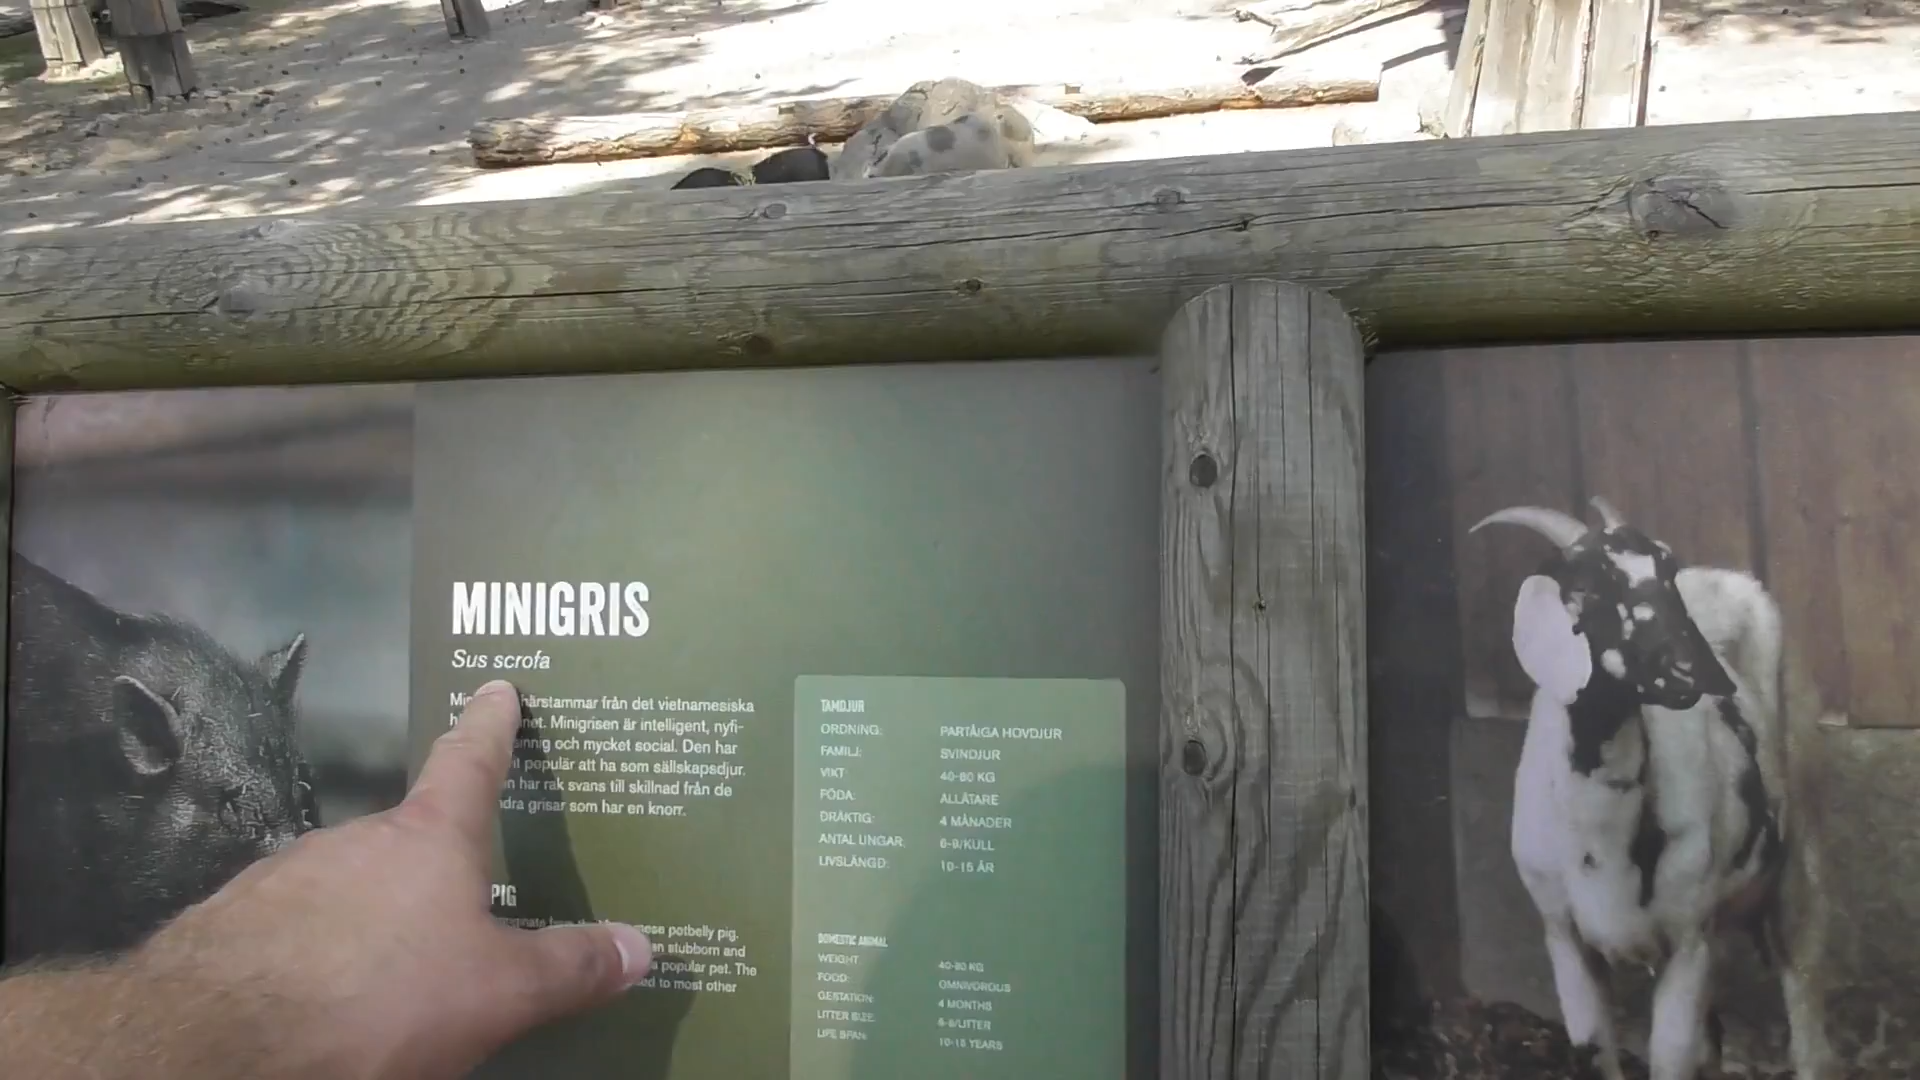 MINIGRIS
Sus scrofa
härstammar från det vietnamesiska
Minigrisen är intelligent, nyfi-
och mycket social. Den har
populär att ha som sällskapsdjur.
har rak svans till skillnad från de
grisar som har en knorr.
PIG
potbelly pig.
stubborn and
popular pet. The
to most other
TAMDJUR
ORDNING: PARTÅIGA HOVDJUR
FAMILJ: SVINDJUR
VIKT: 40-80 KG
FÖDA: ALLÄTARE
DRÄKTIG: 4 MÅNADER
ANTAL UNGAR: 6-8/KULL
LIVSLÄNGD: 10-15 ÅR
DOMESTIC ANIMAL
WEIGHT 40-80 KG
FOOD: OMNIVOROUS
GESTATION: 4 MONTHS
LITTER SIZE: 6-8/LITTER
LIFE SPAN: 10-15 YEARS